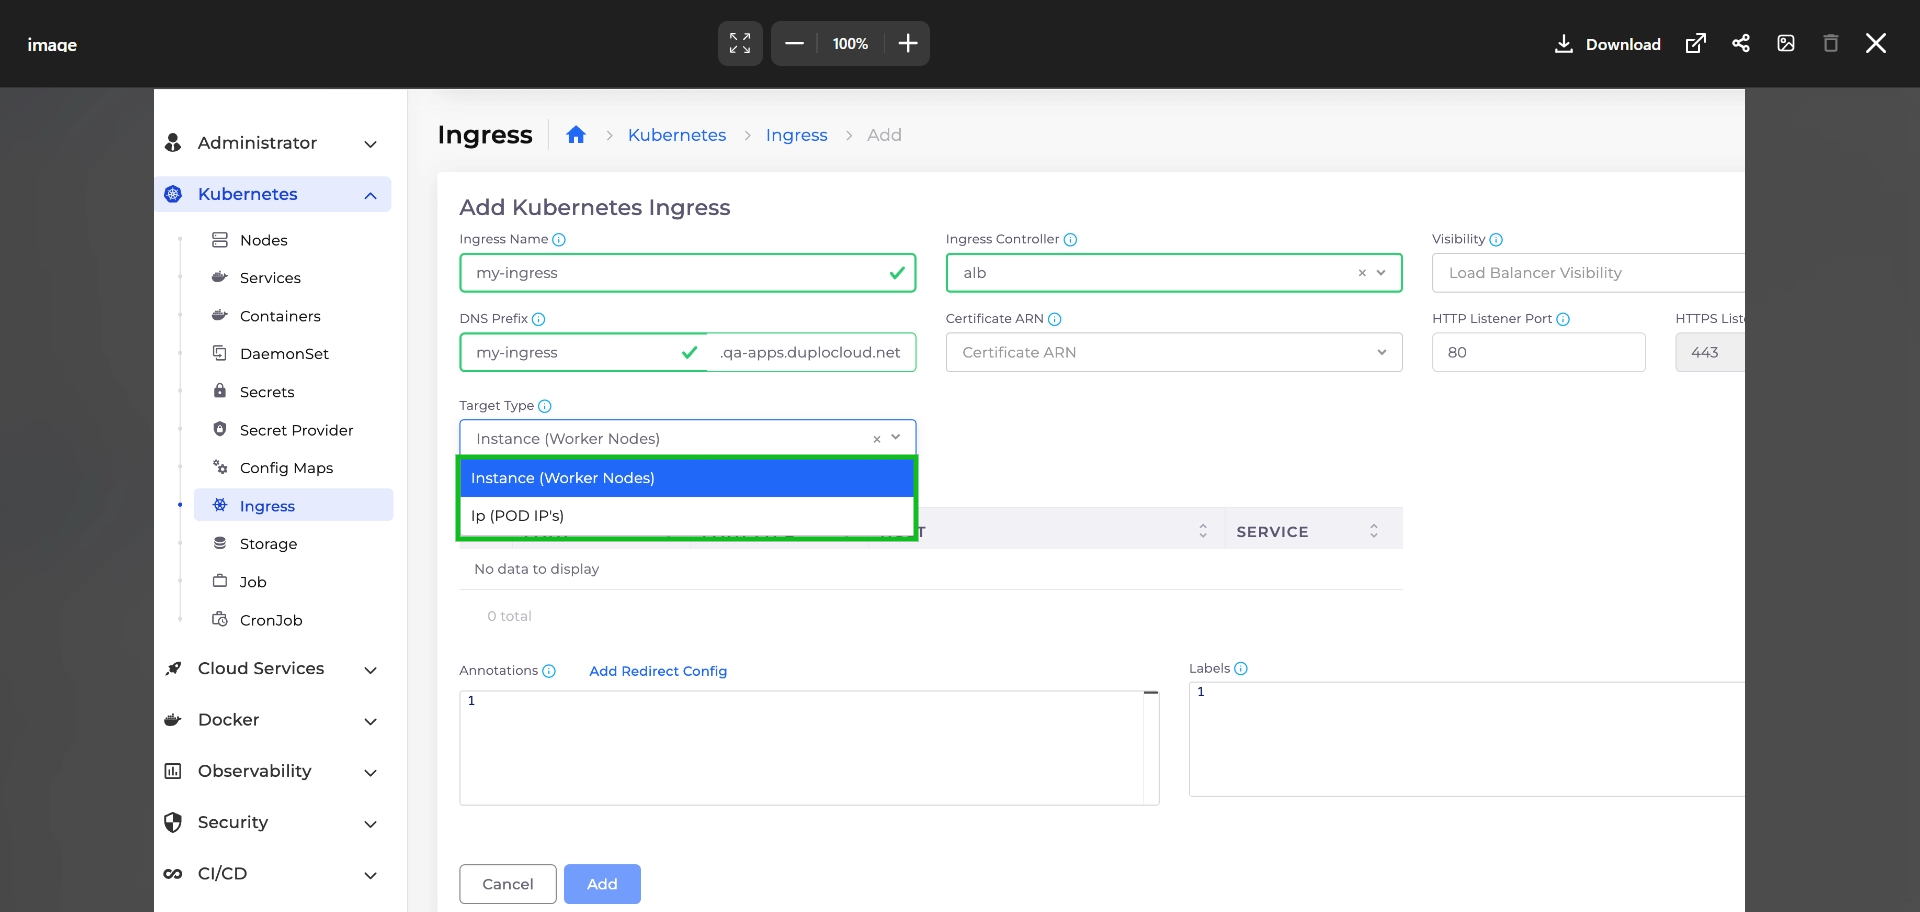 image
100%
Download
Administrator
Kubernetes
Nodes
Services
Containers
DaemonSet
Secrets
Secret Provider
Config Maps
Ingress
Storage
Job
CronJob
Cloud Services
Docker
Observability
Security
CI/CD
Ingress > Kubernetes > Ingress > Add
Add Kubernetes Ingress
Ingress Name
my-ingress
Ingress Controller
alb
Visibility
Load Balancer Visibility
DNS Prefix
my-ingress .qa-apps.duplocloud.net
Certificate ARN
Certificate ARN
HTTP Listener Port
80
HTTPS
443
Target Type
Instance (Worker Nodes)
Instance (Worker Nodes)
Ip (POD IP's)
SERVICE
No data to display
0 total
Annotations Add Redirect Config
1
Labels
1
Cancel Add